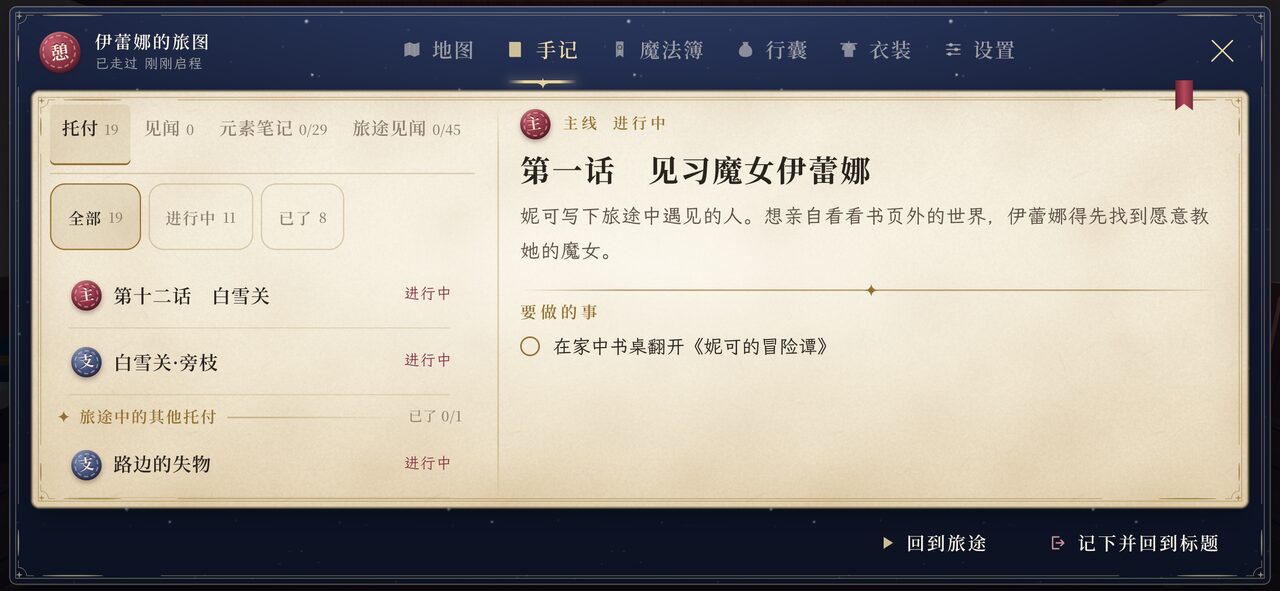 憩
伊蕾娜的旅图
已走过 刚刚启程
地图
手记
魔法簿
行囊
衣装
设置
托付 19
见闻 0
元素笔记 0/29
旅途见闻 0/45
全部 19
进行中 11
已了 8
主 第十二话 白雪关 进行中
支 白雪关·旁枝 进行中
旅途中的其他托付 已了 0/1
支 路边的失物 进行中
主 主线 进行中
第一话 见习魔女伊蕾娜
妮可写下旅途中遇见的人。想亲自看看书页外的世界，伊蕾娜得先找到愿意教
她的魔女。
要做的事
在家中书桌翻开《妮可的冒险谭》
回到旅途
记下并回到标题